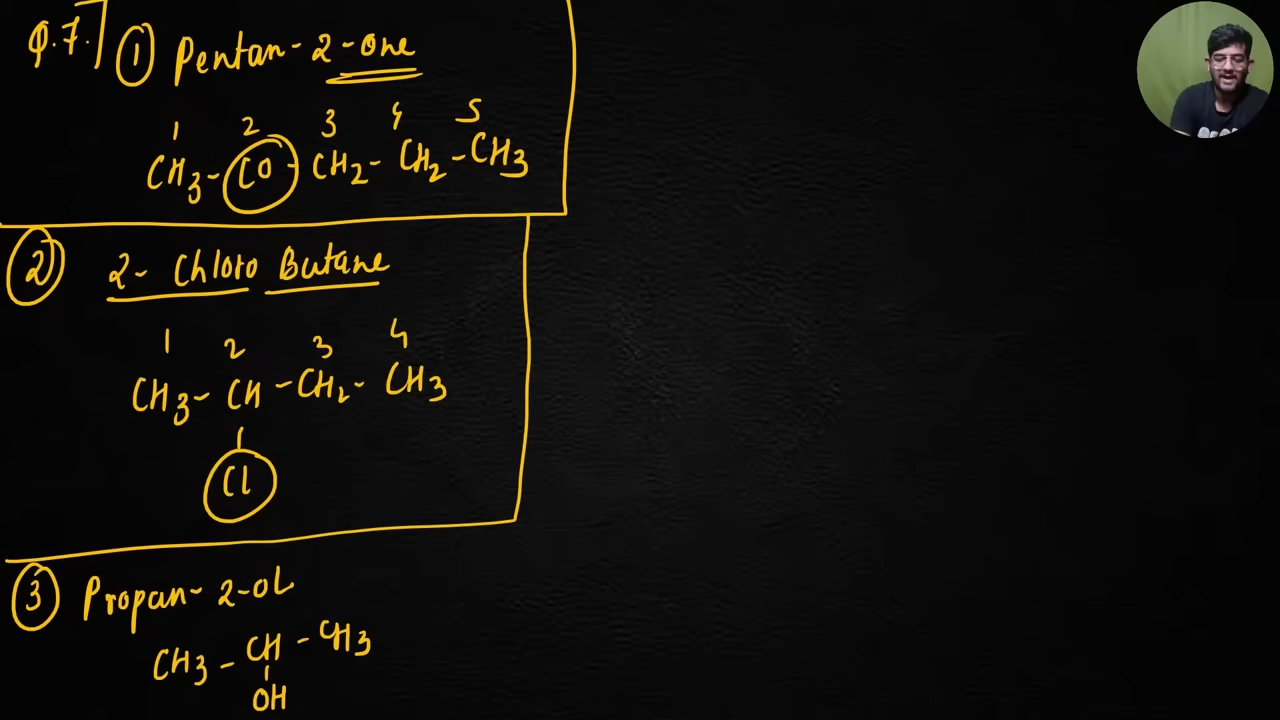 Q.7.] ① Pentan-2-one
1 2 3 4 5
CH3-CO-CH2-CH2-CH3
② 2-Chloro Butane
1 2 3 4
CH3-CH-CH2-CH3
Cl
③ Propan-2-OL
CH3-CH-CH3
OH